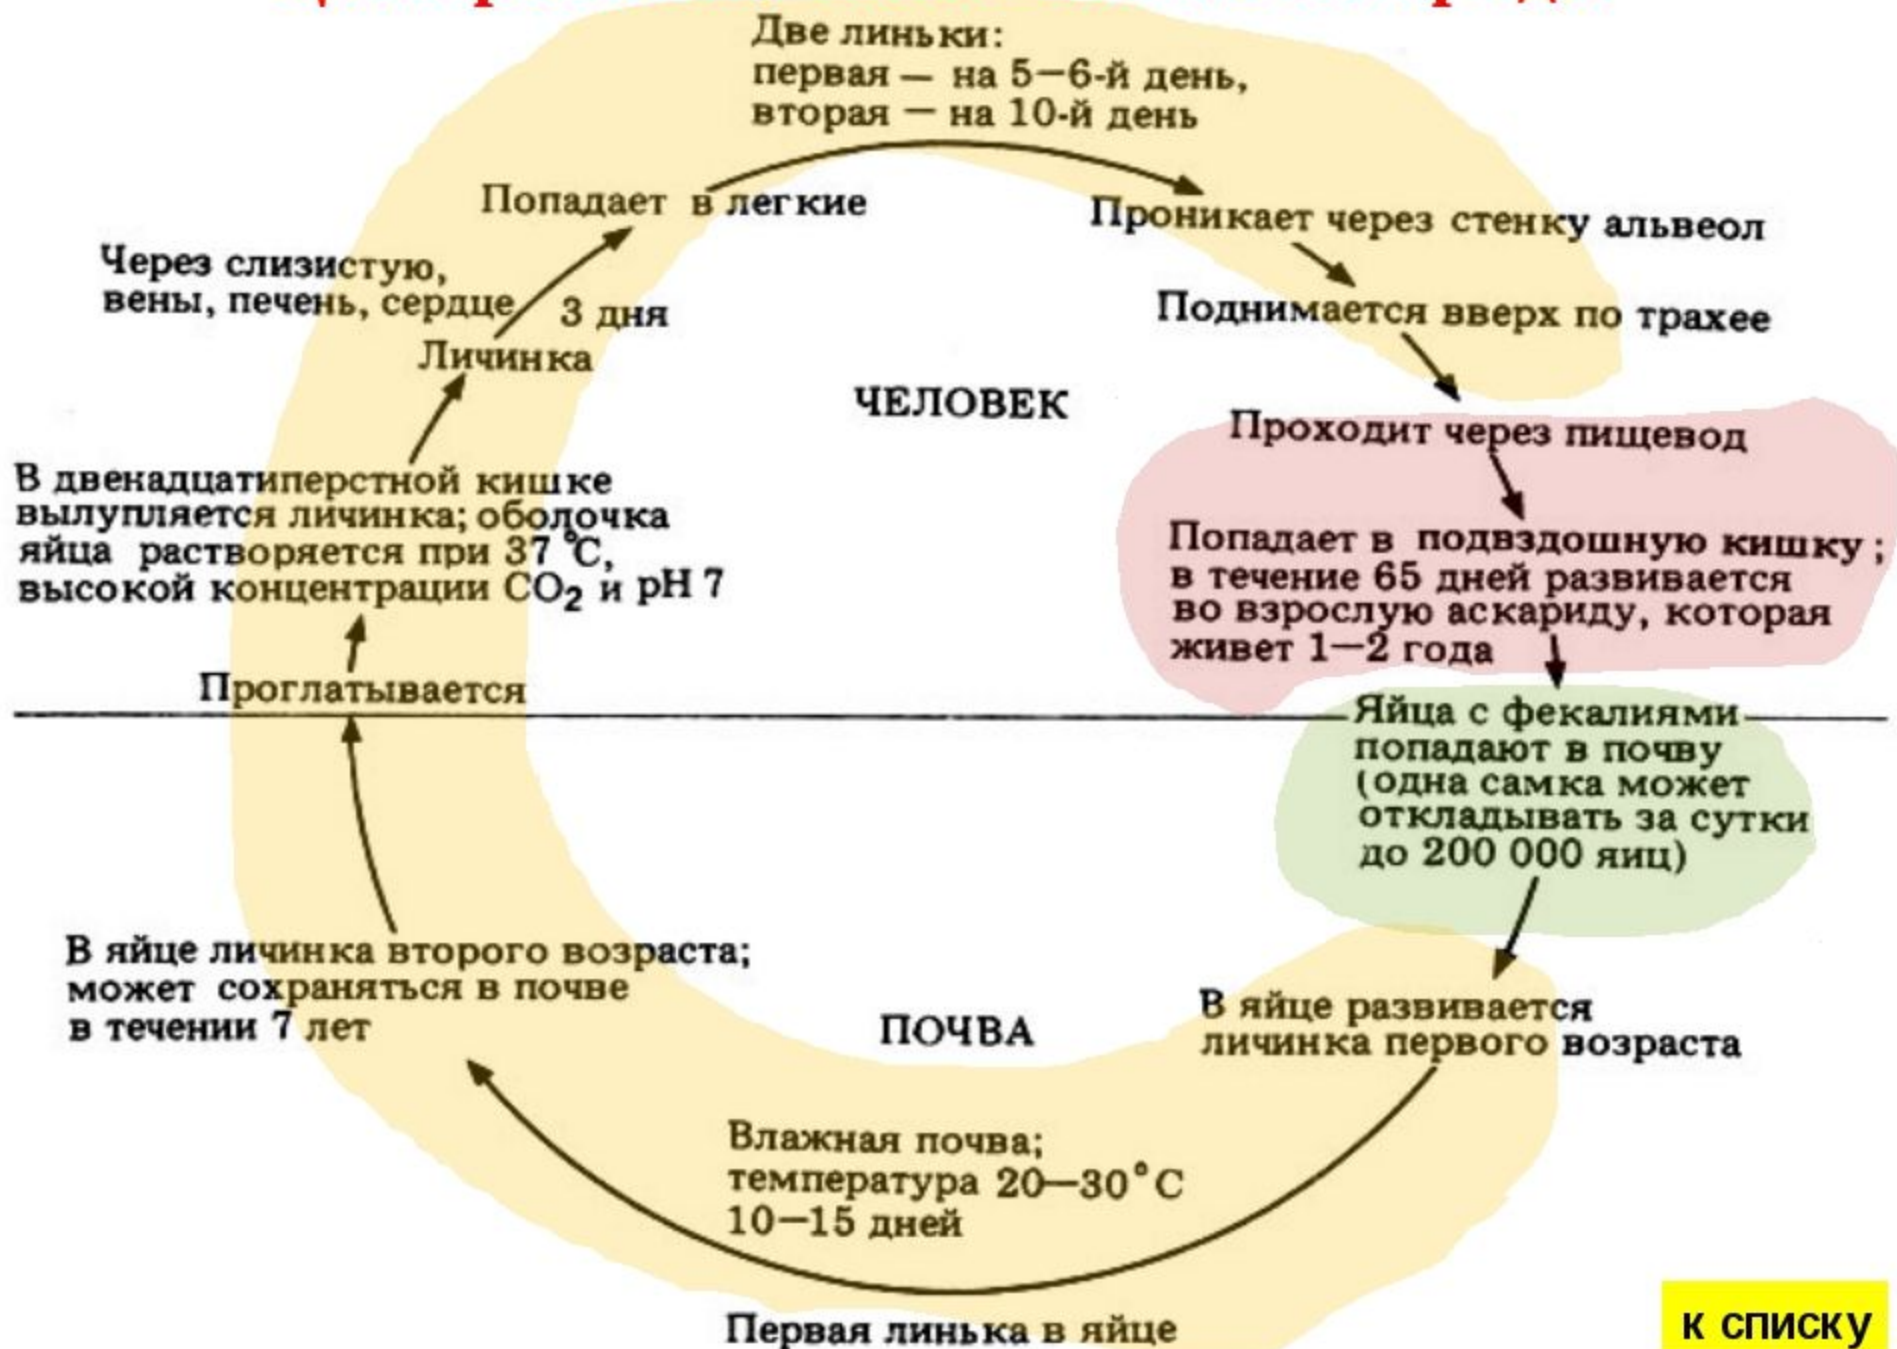 Две линьки:
первая — на 5—6-й день,
вторая — на 10-й день
Попадает в легкие
Проникает через стенку альвеол
Через слизистую,
вены, печень, сердце
3 дня
Поднимается вверх по трахее
Личинка
ЧЕЛОВЕК
Проходит через пищевод
В двенадцатиперстной кишке
вылупляется личинка; оболочка
яйца растворяется при 37 °С,
высокой концентрации CO₂ и pH 7
Попадает в подвздошную кишку;
в течение 65 дней развивается
во взрослую аскариду, которая
живет 1—2 года
Проглатывается
Яйца с фекалиями
попадают в почву
(одна самка может
откладывать за сутки
до 200 000 яиц)
В яйце личинка второго возраста;
может сохраняться в почве
в течении 7 лет
ПОЧВА
В яйце развивается
личинка первого возраста
Влажная почва;
температура 20—30°С
10—15 дней
Первая линька в яйце
к списку